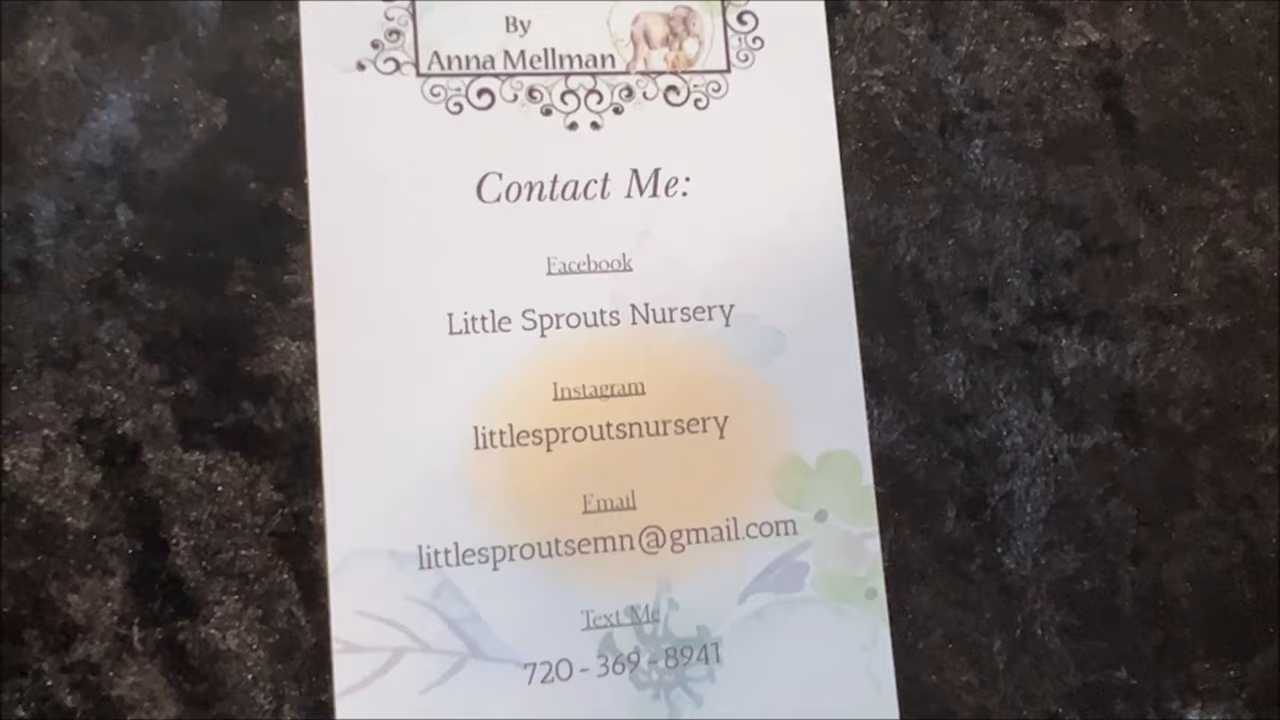 By
Anna Mellman
Contact Me:
Facebook
Little Sprouts Nursery
Instagram
littlesproutsnursery
Email
littlesproutsemn@gmail.com
Text Me
720-369-8941